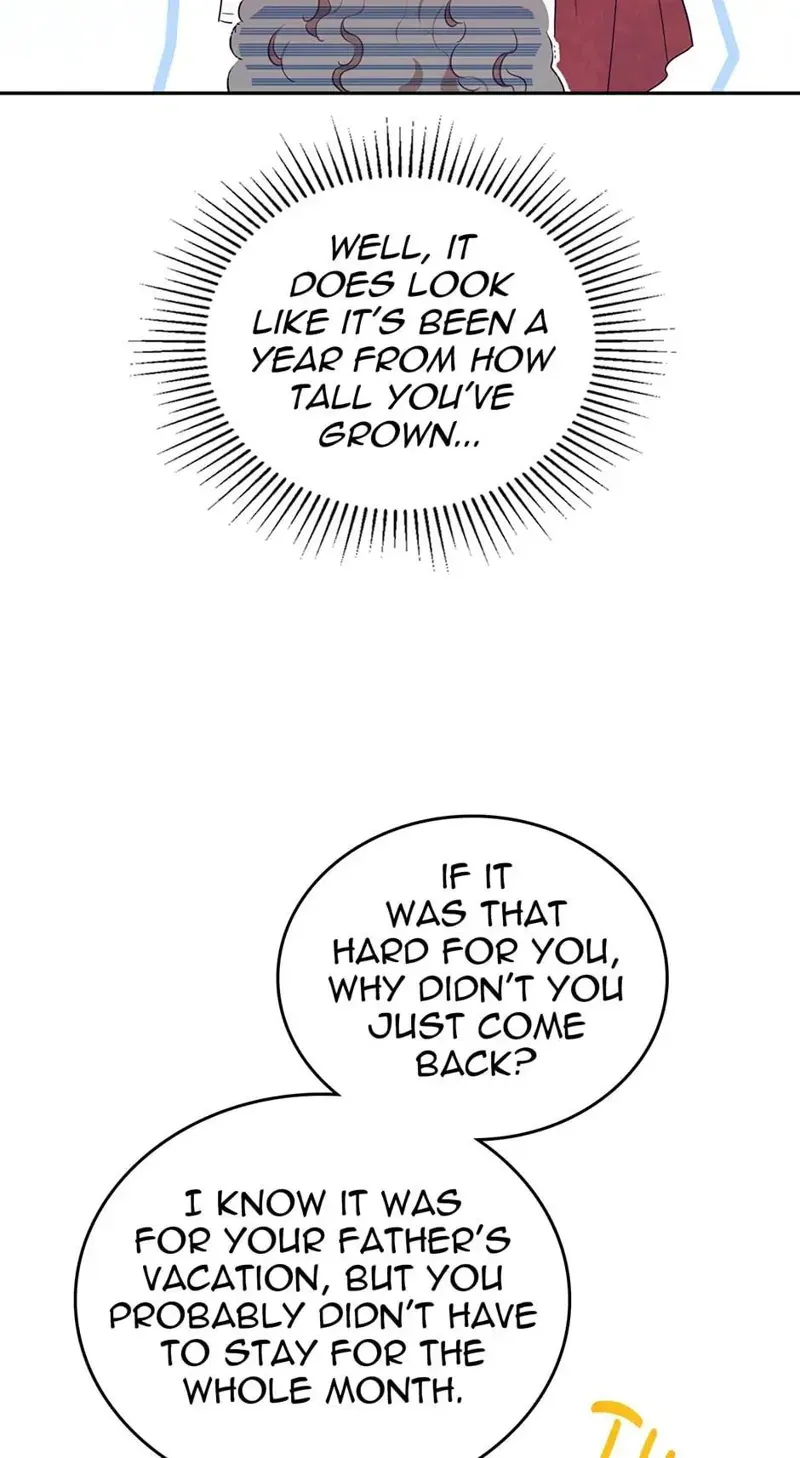 WELL, IT
DOES LOOK
LIKE IT'S BEEN A
YEAR FROM HOW
TALL YOU'VE
GROWN...
IF IT
WAS THAT
HARD FOR YOU,
WHY DIDN'T YOU
JUST COME
BACK?
I KNOW IT WAS
FOR YOUR FATHER'S
VACATION, BUT YOU
PROBABLY DIDN'T HAVE
TO STAY FOR THE
WHOLE MONTH.